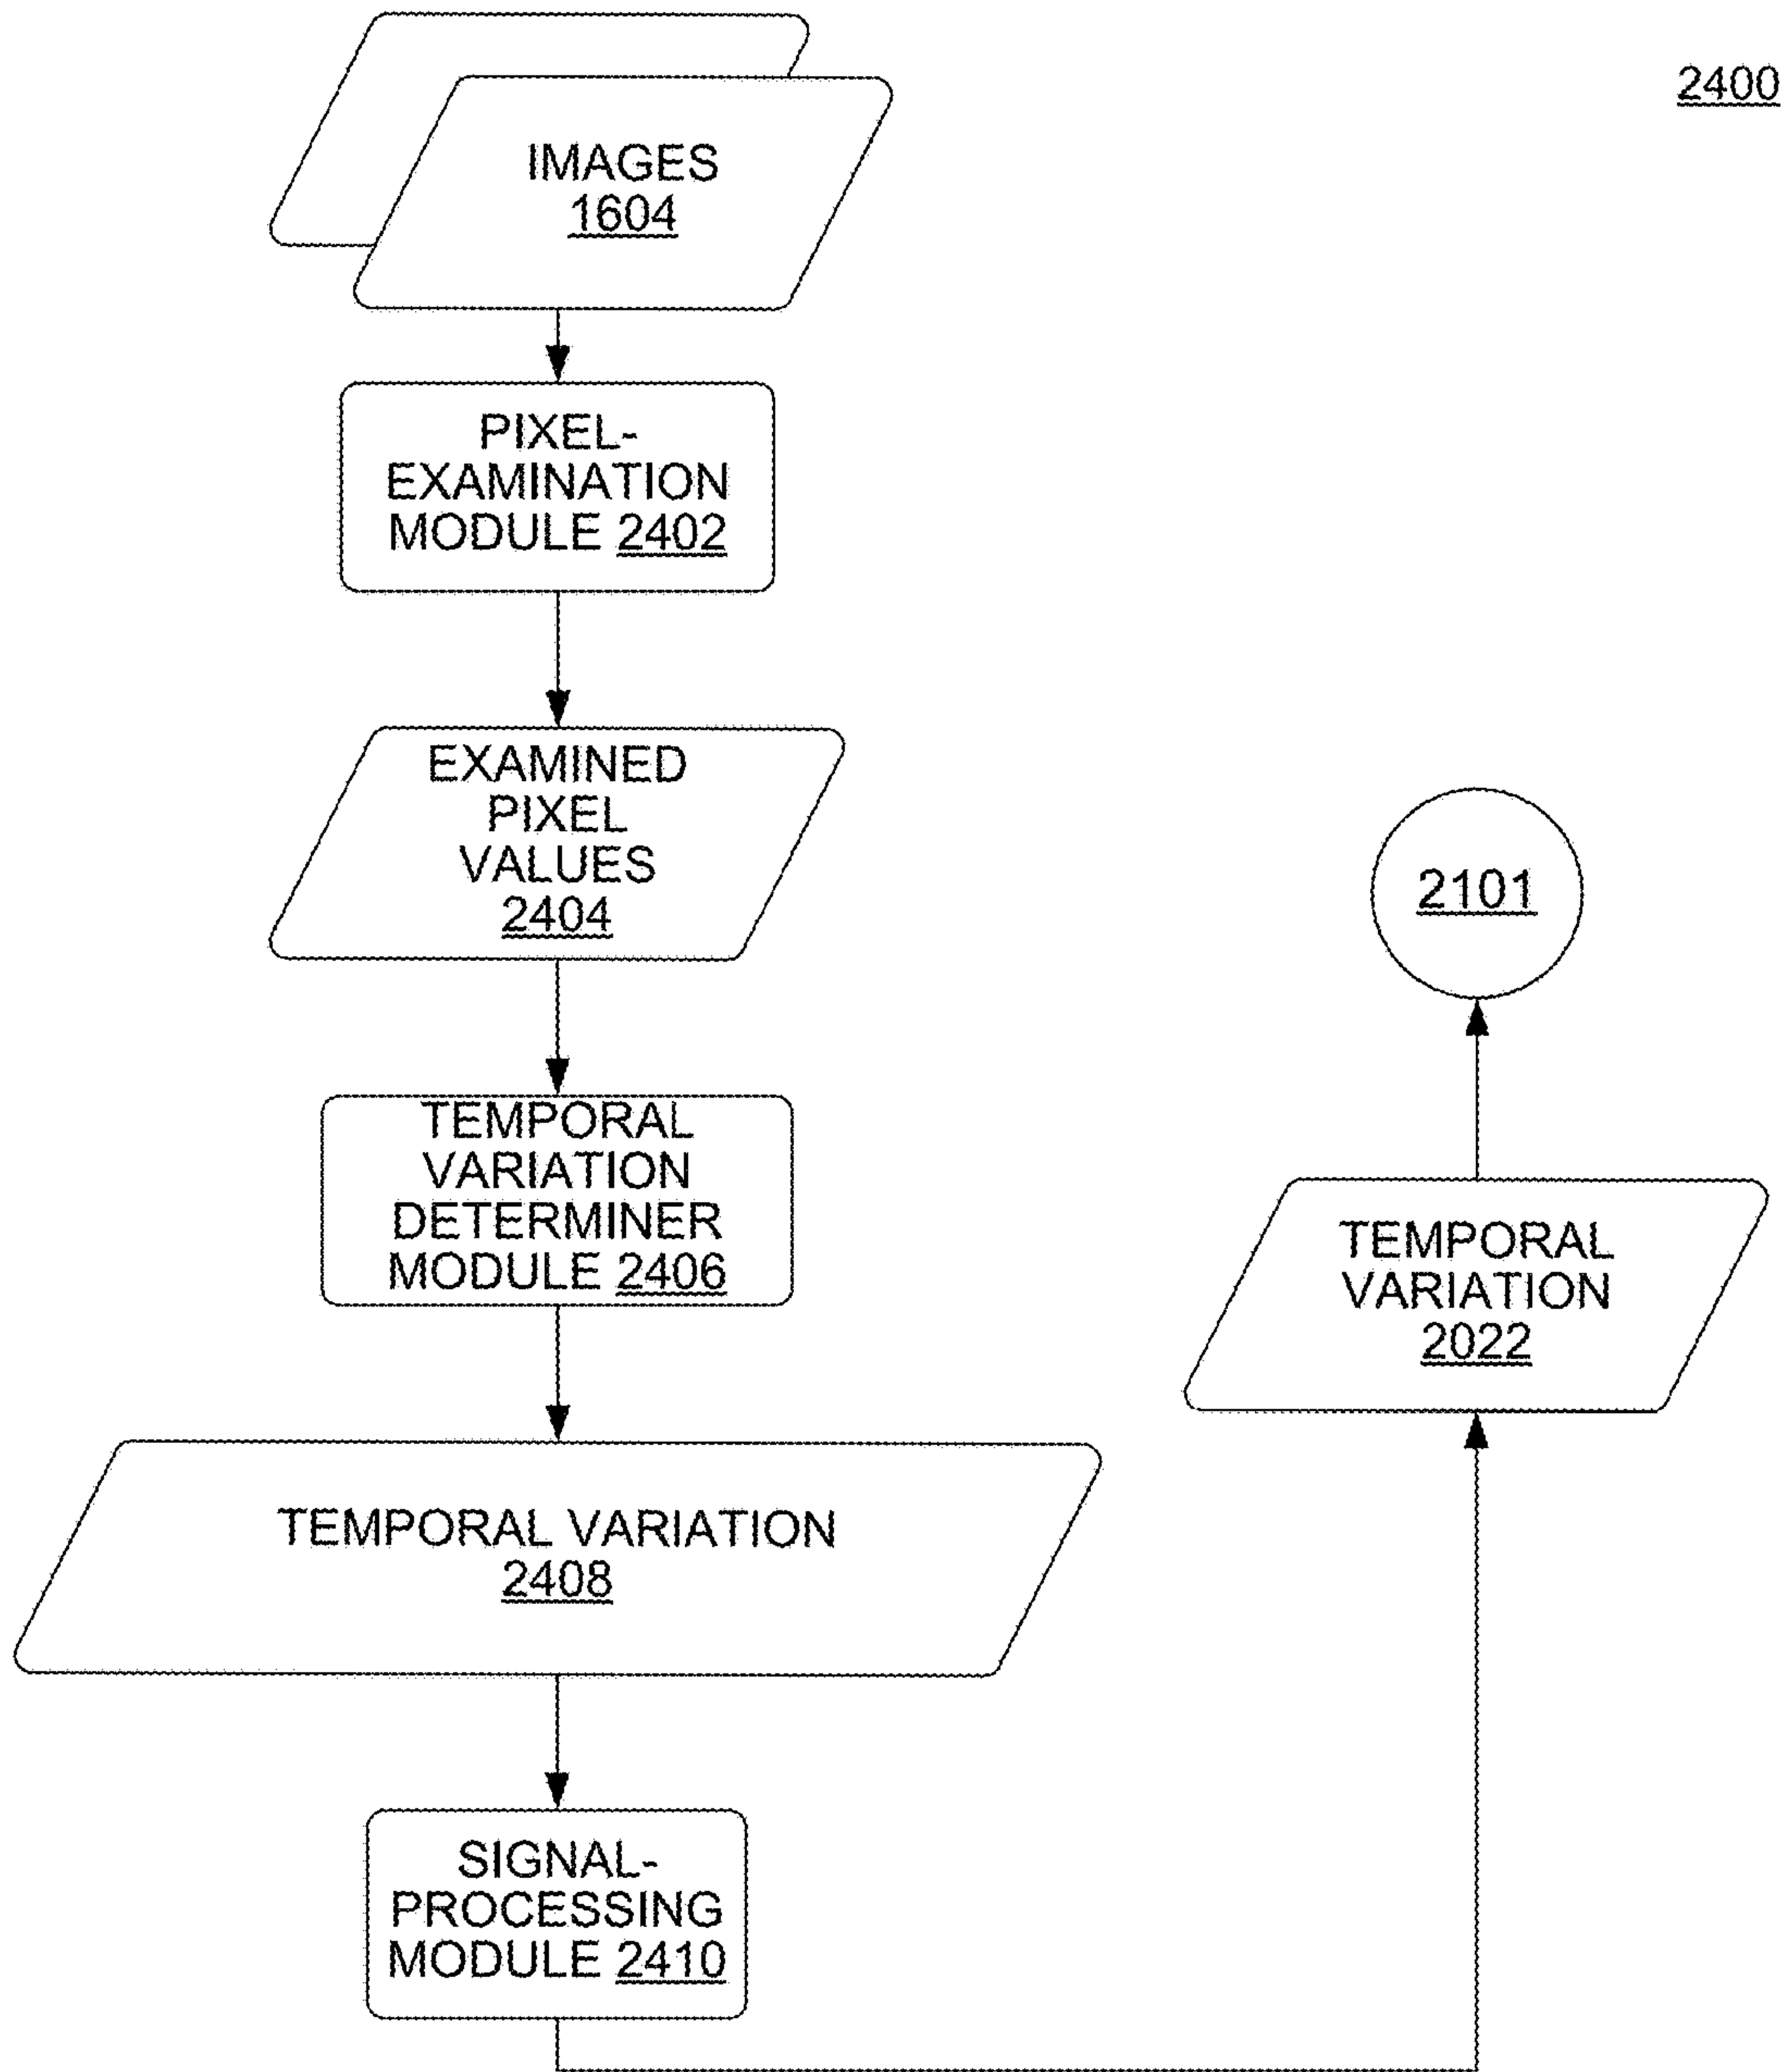 2400
IMAGES
1604
PIXEL-
EXAMINATION
MODULE 2402
EXAMINED
PIXEL
VALUES
2404
TEMPORAL
VARIATION
DETERMINER
MODULE 2406
TEMPORAL VARIATION
2408
SIGNAL-
PROCESSING
MODULE 2410
TEMPORAL
VARIATION
2022
2101